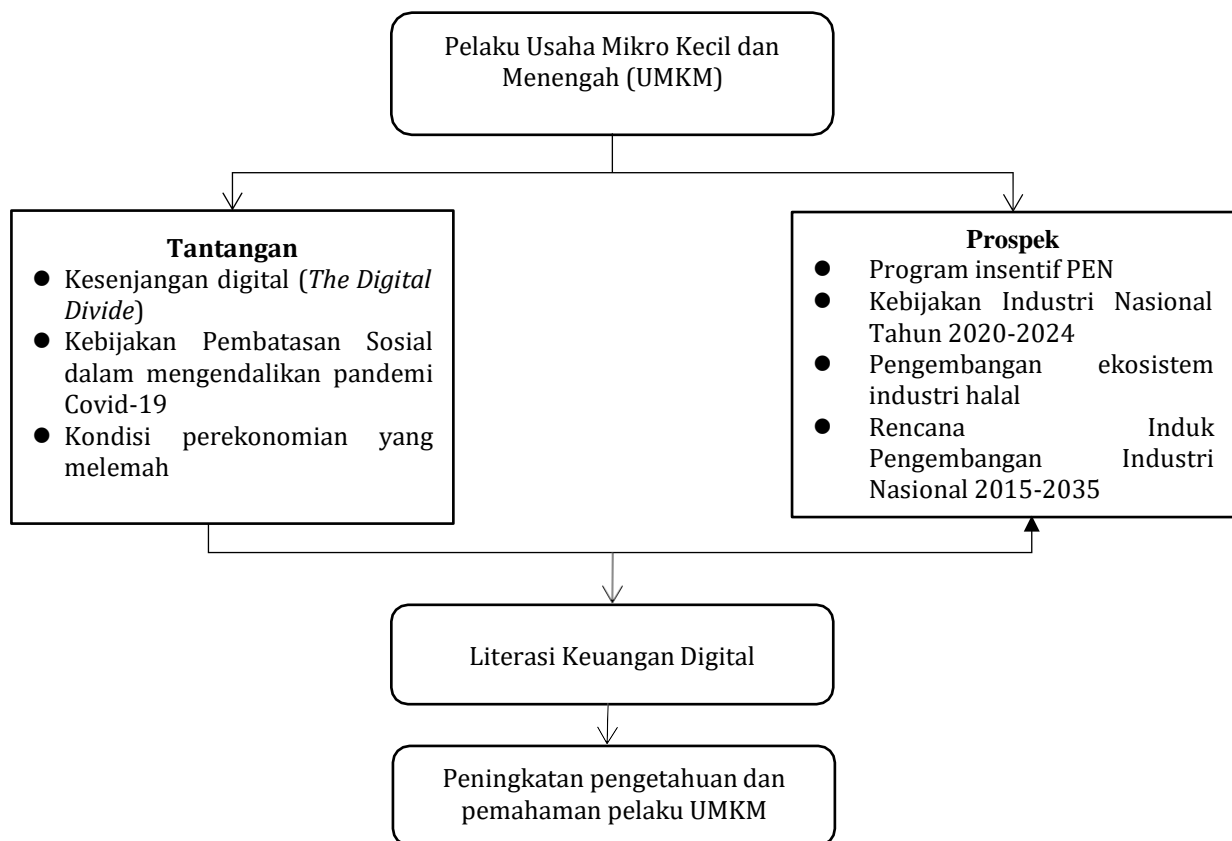 Pelaku Usaha Mikro Kecil dan
Menengah (UMKM)
Tantangan
● Kesenjangan digital (The Digital
Divide)
● Kebijakan Pembatasan Sosial
dalam mengendalikan pandemi
Covid-19
● Kondisi perekonomian yang
melemah
Prospek
● Program insentif PEN
● Kebijakan Industri Nasional
Tahun 2020-2024
● Pengembangan ekosistem
industri halal
● Rencana Induk
Pengembangan Industri
Nasional 2015-2035
Literasi Keuangan Digital
Peningkatan pengetahuan dan
pemahaman pelaku UMKM